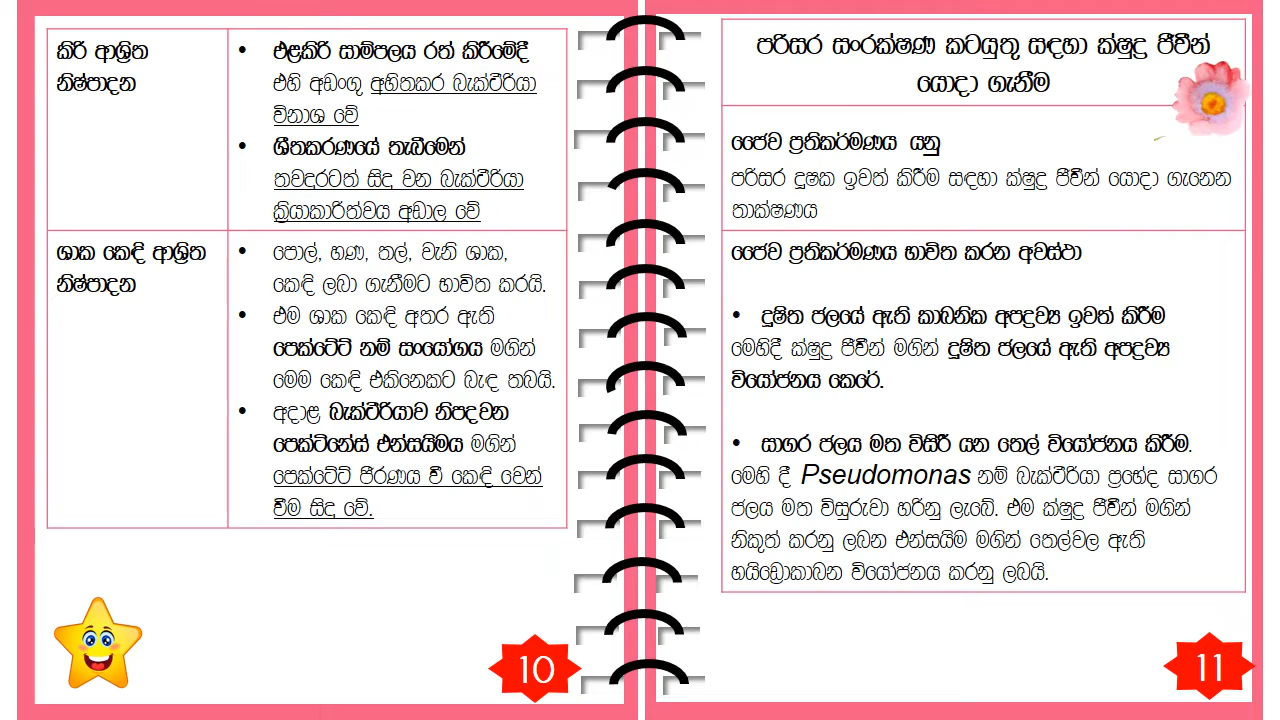 කිරි ආශ්‍රිත
නිෂ්පාදන
• එළකිරි සාම්පලය රත් කිරීමේදී
එහි අඩංගු අහිතකර බැක්ටීරියා
විනාශ වේ
• ශීතකරණයේ තැබීමෙන්
තවදුරටත් සිදු වන බැක්ටීරියා
ක්‍රියාකාරිත්වය අඩාල වේ
ශාක කෙඳි ආශ්‍රිත
නිෂ්පාදන
• පොල්, හණ, තල්, වැනි ශාක,
කෙඳි ලබා ගැනීමට භාවිත කරයි.
• එම ශාක කෙඳි අතර ඇති
පෙක්ටේට් නම් සංයෝගය මගින්
මෙම කෙඳි එකිනෙකට බැඳ තබයි.
• අදාළ බැක්ටීරියාව නිපදවන
පෙක්ටිනේස් එන්සයිමය මගින්
පෙක්ටේට් ජීරණය වී කෙඳි වෙන්
වීම සිදු වේ.
10
පරිසර සංරක්ෂණ කටයුතු සඳහා ක්ෂුද්‍ර ජීවීන්
යොදා ගැනීම
ජෛව ප්‍රතිකර්මණය යනු
පරිසර දූෂක ඉවත් කිරීම සඳහා ක්ෂුද්‍ර ජීවීන් යොදා ගැනෙන
තාක්ෂණය
ජෛව ප්‍රතිකර්මණය භාවිත කරන අවස්ථා
• දූෂිත ජලයේ ඇති කාබනික අපද්‍රව්‍ය ඉවත් කිරීම
මෙහිදී ක්ෂුද්‍ර ජීවීන් මගින් දූෂිත ජලයේ ඇති අපද්‍රව්‍ය
වියෝජනය කෙරේ.
• සාගර ජලය මත විසිරී යන තෙල් වියෝජනය කිරීම.
මෙහි දී Pseudomonas නම් බැක්ටීරියා ප්‍රභේද සාගර
ජලය මත විසුරුවා හරිනු ලැබේ. එම ක්ෂුද්‍ර ජීවීන් මගින්
නිකුත් කරනු ලබන එන්සයිම මගින් තෙල්වල ඇති
හයිඩ්‍රොකාබන වියෝජනය කරනු ලබයි.
11